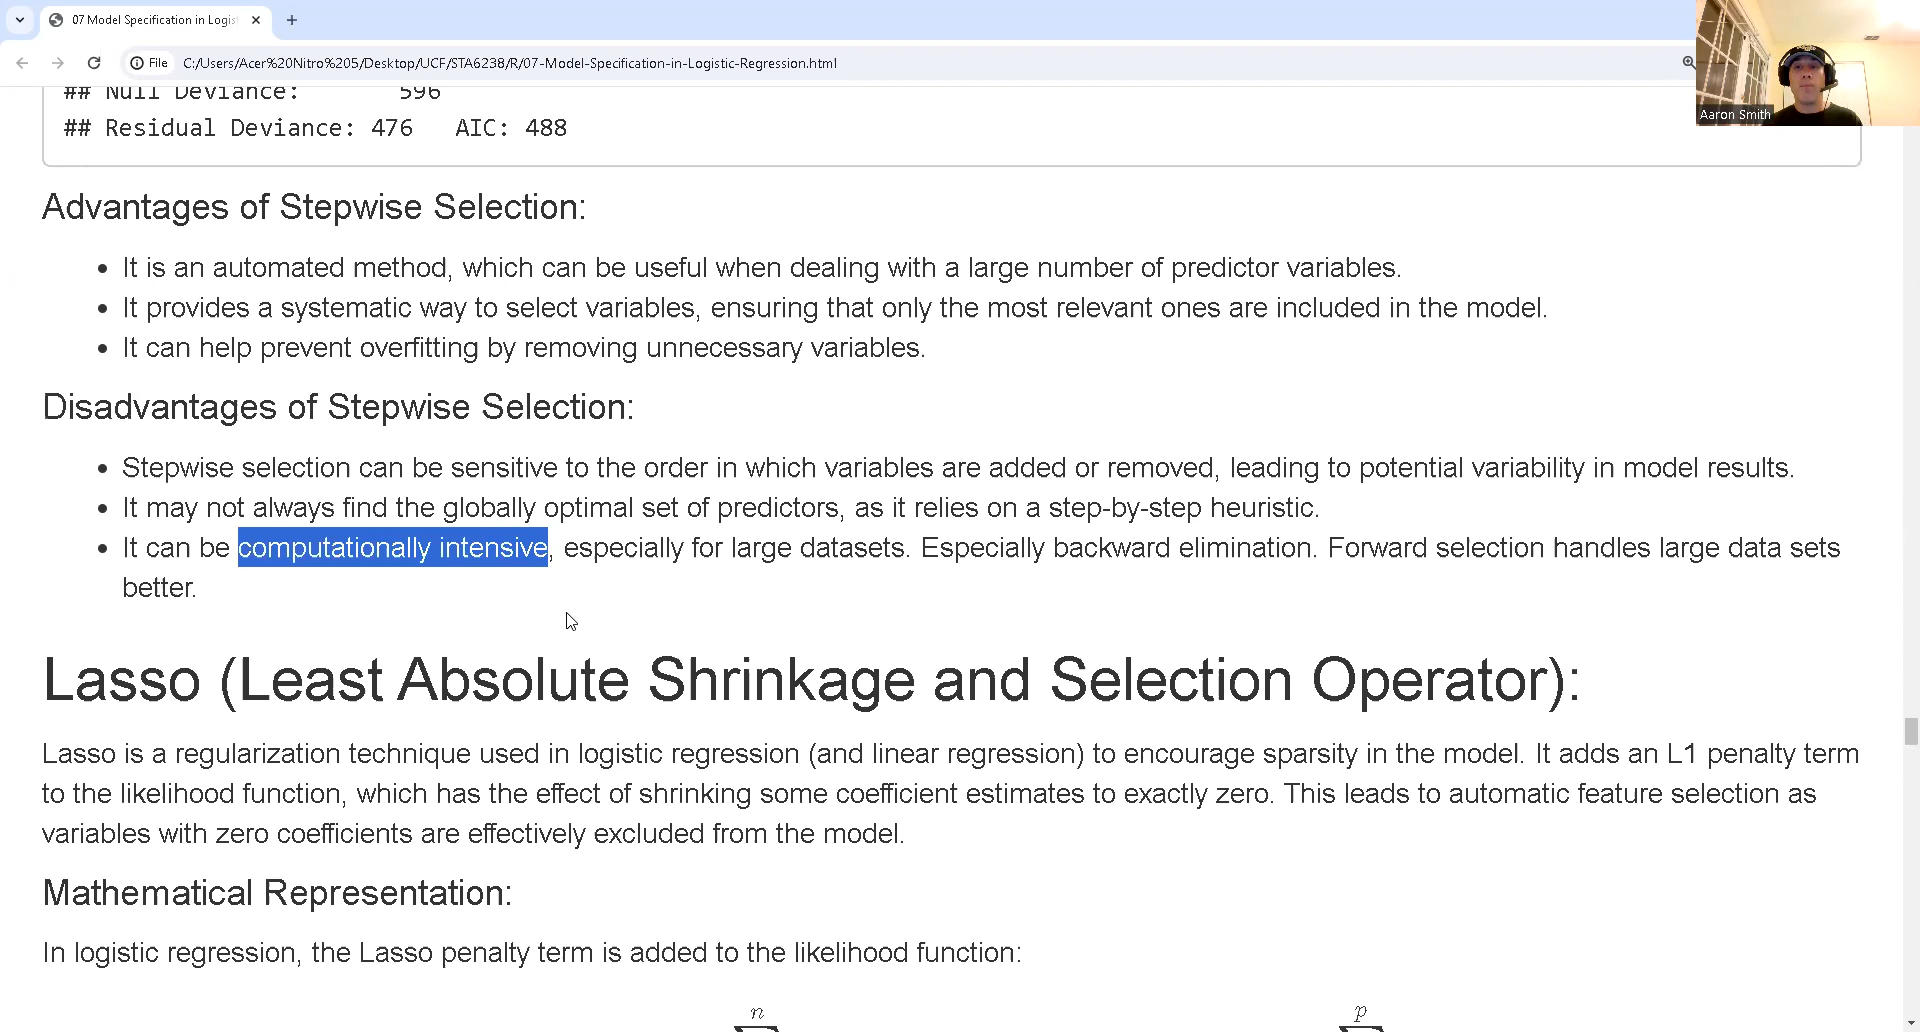 07 Model Specification in Logis
File
C:/Users/Acer%20Nitro%205/Desktop/UCF/STA6238/R/07-Model-Specification-in-Logistic-Regression.html
Aaron Smith
## Null Deviance: 596
## Residual Deviance: 476 AIC: 488
Advantages of Stepwise Selection:
• It is an automated method, which can be useful when dealing with a large number of predictor variables.
• It provides a systematic way to select variables, ensuring that only the most relevant ones are included in the model.
• It can help prevent overfitting by removing unnecessary variables.
Disadvantages of Stepwise Selection:
• Stepwise selection can be sensitive to the order in which variables are added or removed, leading to potential variability in model results.
• It may not always find the globally optimal set of predictors, as it relies on a step-by-step heuristic.
• It can be computationally intensive, especially for large datasets. Especially backward elimination. Forward selection handles large data sets
better.
Lasso (Least Absolute Shrinkage and Selection Operator):
Lasso is a regularization technique used in logistic regression (and linear regression) to encourage sparsity in the model. It adds an L1 penalty term
to the likelihood function, which has the effect of shrinking some coefficient estimates to exactly zero. This leads to automatic feature selection as
variables with zero coefficients are effectively excluded from the model.
Mathematical Representation:
In logistic regression, the Lasso penalty term is added to the likelihood function:
n p